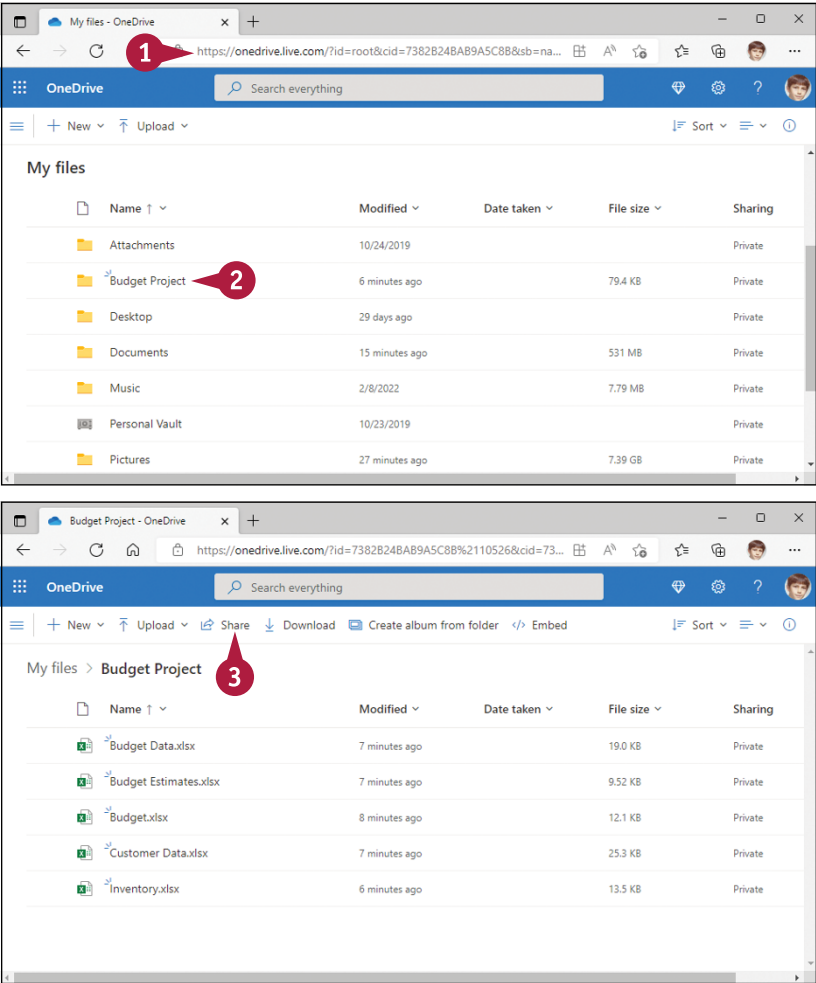 My files - OneDrive
1
https://onedrive.live.com/?id=root&cid=7382B24BAB9A5C8B&sb=na...
OneDrive Search everything ?
New Upload Sort
My files
Name ↑ Modified Date taken File size Sharing
Attachments 10/24/2019 Private
Budget Project 2 6 minutes ago 79.4 KB Private
Desktop 29 days ago Private
Documents 15 minutes ago 531 MB Private
Music 2/8/2022 7.79 MB Private
Personal Vault 10/23/2019 Private
Pictures 27 minutes ago 7.39 GB Private
Budget Project - OneDrive
https://onedrive.live.com/?id=7382B24BAB9A5C8B%2110526&cid=73...
OneDrive Search everything ?
New Upload Share Download Create album from folder Embed Sort
My files > Budget Project
3
Name ↑ Modified Date taken File size Sharing
Budget Data.xlsx 7 minutes ago 19.0 KB Private
Budget Estimates.xlsx 7 minutes ago 9.52 KB Private
Budget.xlsx 8 minutes ago 12.1 KB Private
Customer Data.xlsx 7 minutes ago 25.3 KB Private
Inventory.xlsx 6 minutes ago 13.5 KB Private